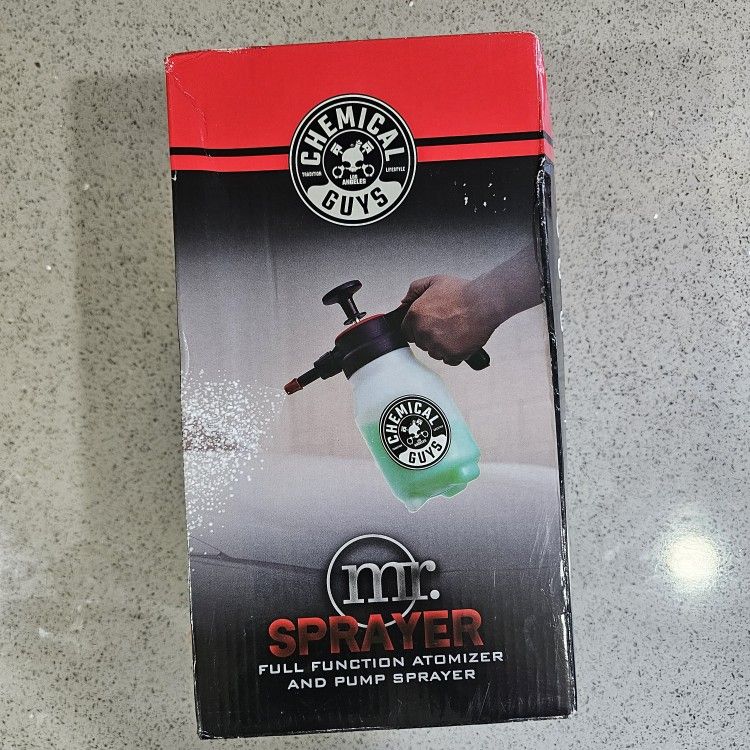 CHEMICAL
TRADITION
LOS
ANGELES
LIFESTYLE
GUYS
CHEMICAL
GUYS
mr.
SPRAYER
FULL FUNCTION ATOMIZER
AND PUMP SPRAYER